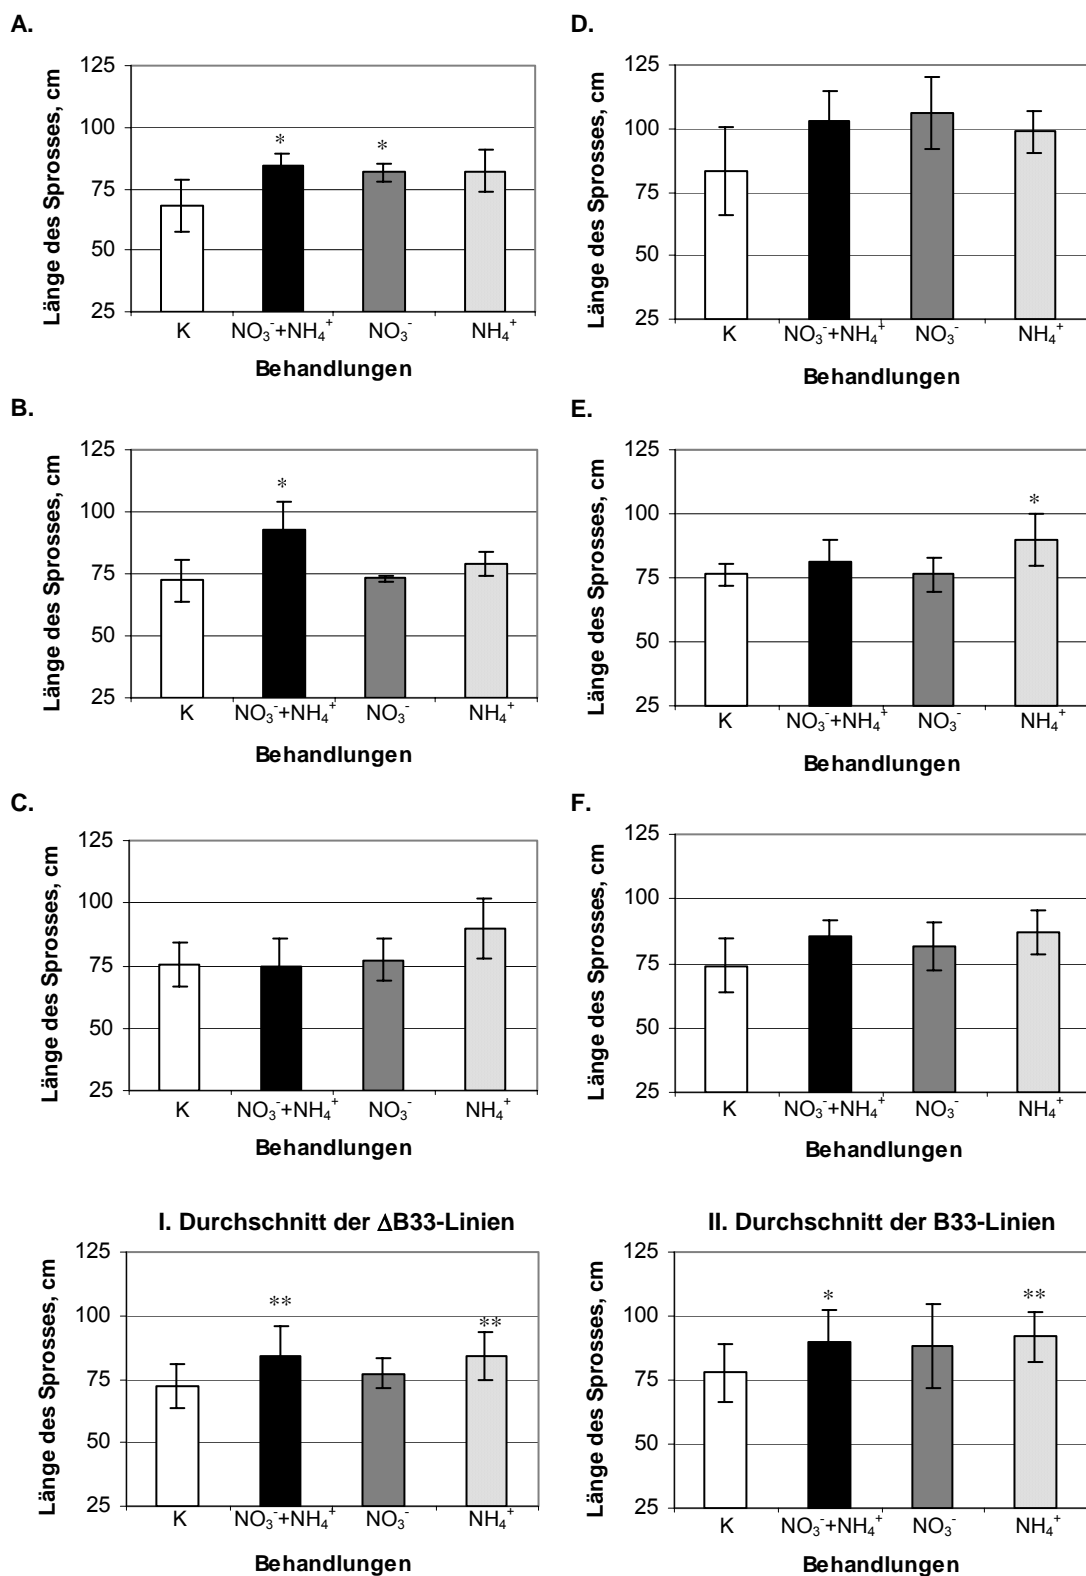 A.
Länge des Sprosses, cm
125
100
75
50
25
*
*
K
NO₃⁻+NH₄⁺
NO₃⁻
NH₄⁺
Behandlungen
D.
Länge des Sprosses, cm
125
100
75
50
25
K
NO₃⁻+NH₄⁺
NO₃⁻
NH₄⁺
Behandlungen
B.
Länge des Sprosses, cm
125
100
75
50
25
*
K
NO₃⁻+NH₄⁺
NO₃⁻
NH₄⁺
Behandlungen
E.
Länge des Sprosses, cm
125
100
75
50
25
*
K
NO₃⁻+NH₄⁺
NO₃⁻
NH₄⁺
Behandlungen
C.
Länge des Sprosses, cm
125
100
75
50
25
K
NO₃⁻+NH₄⁺
NO₃⁻
NH₄⁺
Behandlungen
F.
Länge des Sprosses, cm
125
100
75
50
25
K
NO₃⁻+NH₄⁺
NO₃⁻
NH₄⁺
Behandlungen
I. Durchschnitt der ΔB33-Linien
Länge des Sprosses, cm
125
100
75
50
25
**
**
K
NO₃⁻+NH₄⁺
NO₃⁻
NH₄⁺
Behandlungen
II. Durchschnitt der B33-Linien
Länge des Sprosses, cm
125
100
75
50
25
*
**
K
NO₃⁻+NH₄⁺
NO₃⁻
NH₄⁺
Behandlungen